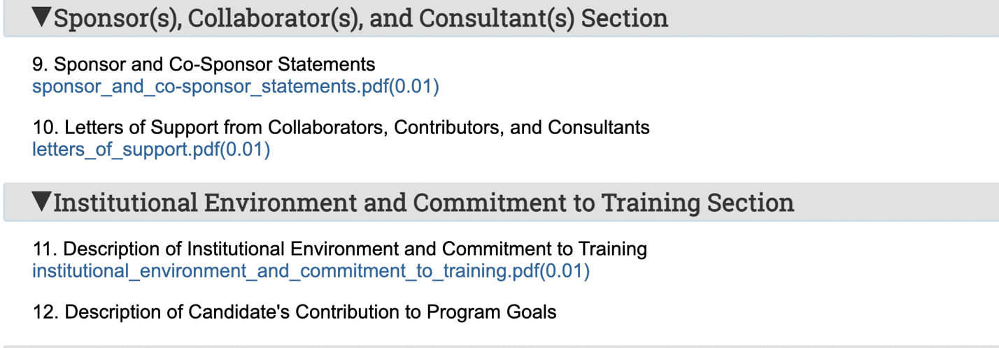 ▼Sponsor(s), Collaborator(s), and Consultant(s) Section
9. Sponsor and Co-Sponsor Statements
sponsor_and_co-sponsor_statements.pdf(0.01)
10. Letters of Support from Collaborators, Contributors, and Consultants
letters_of_support.pdf(0.01)
▼Institutional Environment and Commitment to Training Section
11. Description of Institutional Environment and Commitment to Training
institutional_environment_and_commitment_to_training.pdf(0.01)
12. Description of Candidate's Contribution to Program Goals